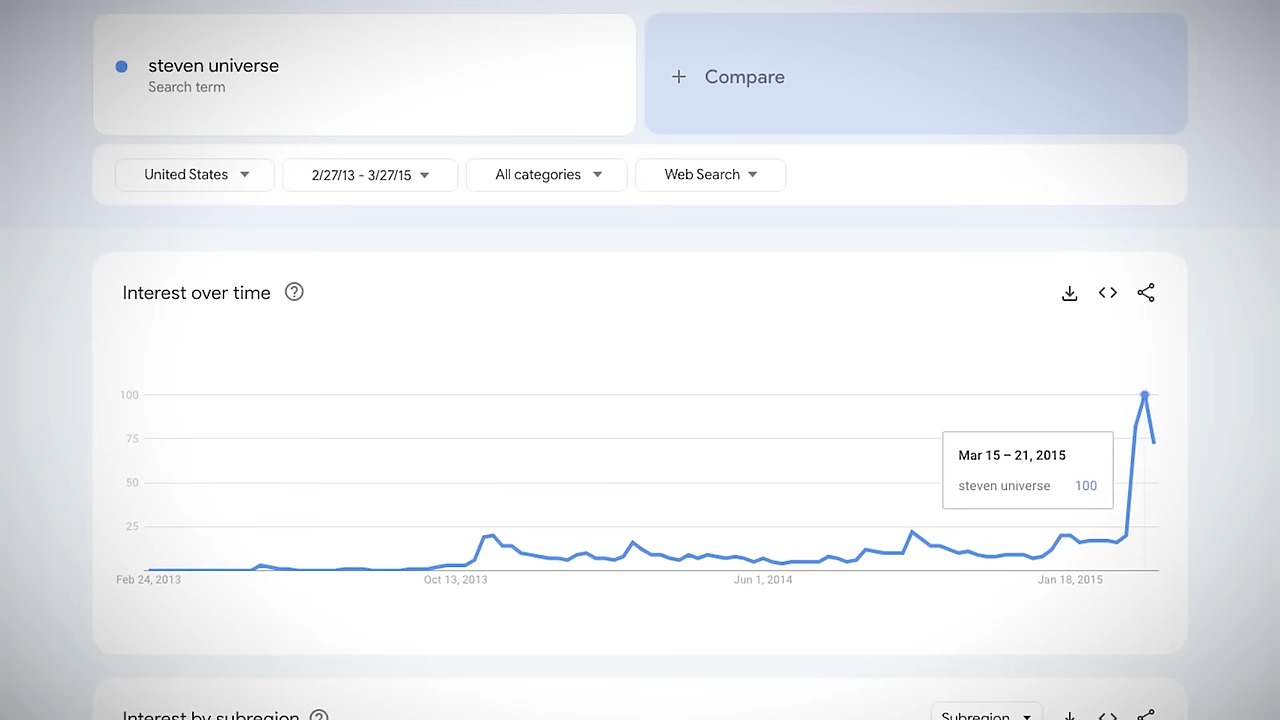 steven universe
Search term
+ Compare
United States
2/27/13 - 3/27/15
All categories
Web Search
Interest over time
100
75
50
25
Mar 15 – 21, 2015
steven universe 100
Feb 24, 2013
Oct 13, 2013
Jun 1, 2014
Jan 18, 2015
Interest by subregion
Subregion